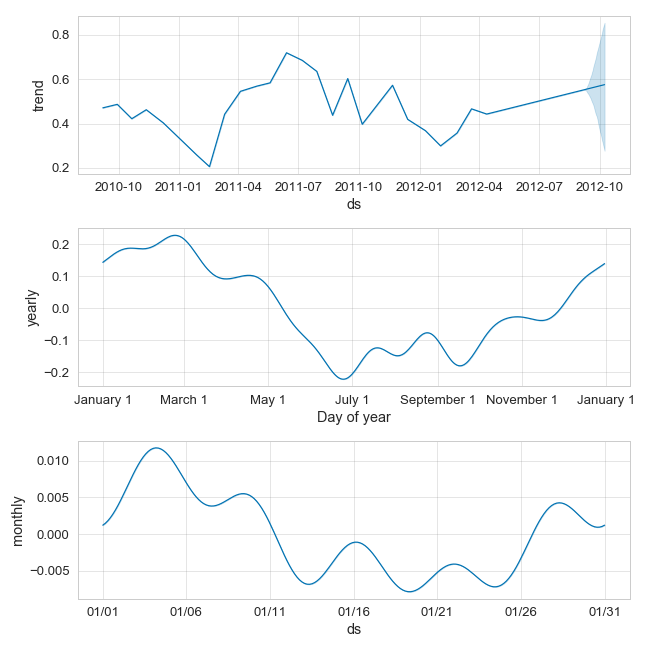 trend
0.8
0.6
0.4
0.2
2010-10 2011-01 2011-04 2011-07 2011-10 2012-01 2012-04 2012-07 2012-10
ds
yearly
0.2
0.1
0.0
−0.1
−0.2
January 1 March 1 May 1 July 1 September 1 November 1 January 1
Day of year
monthly
0.010
0.005
0.000
−0.005
01/01 01/06 01/11 01/16 01/21 01/26 01/31
ds